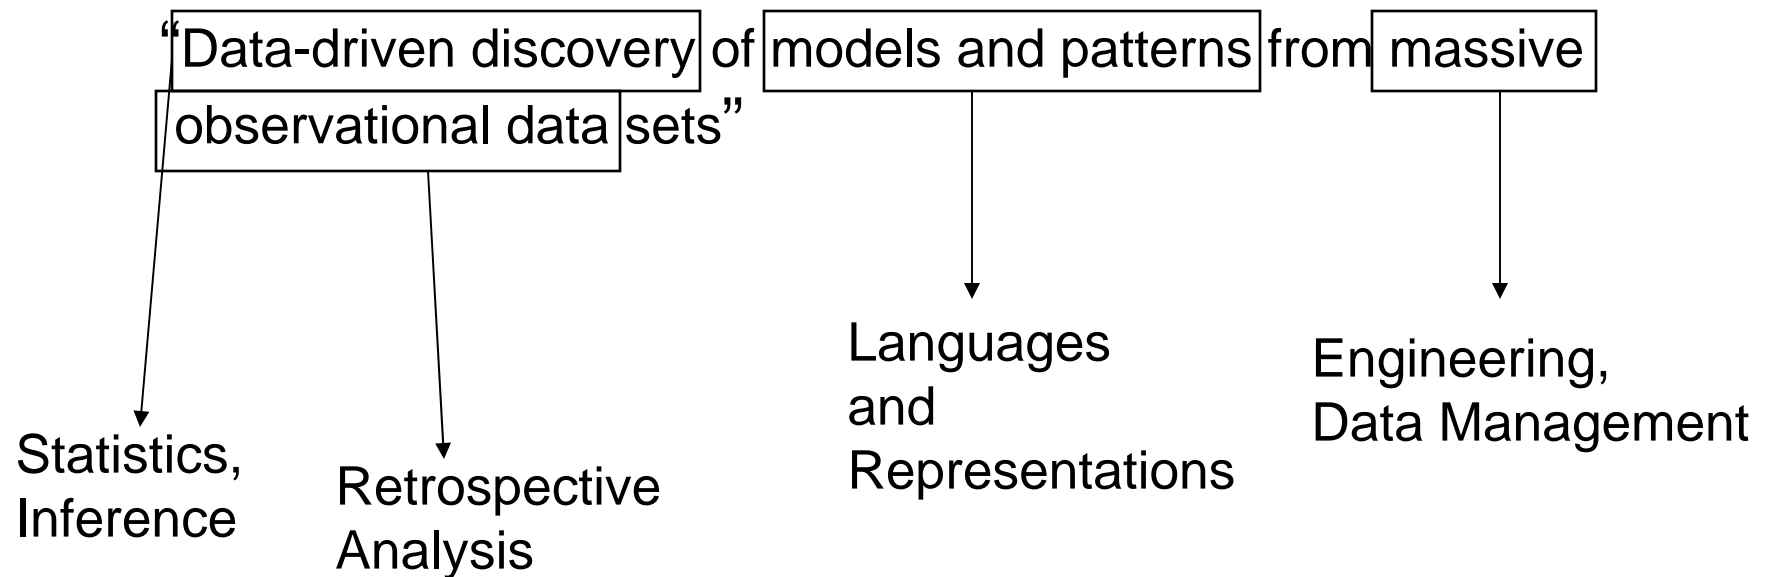 “Data-driven discovery of models and patterns from massive
observational data sets”
Statistics,
Inference
Retrospective
Analysis
Languages
and
Representations
Engineering,
Data Management